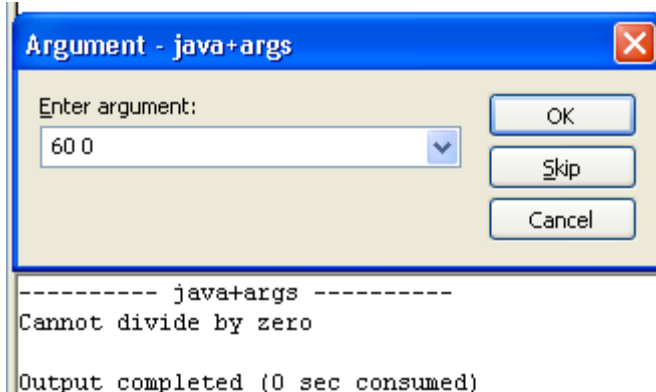 Argument - java+args
Enter argument:
60 0
OK
Skip
Cancel
---------- java+args ----------
Cannot divide by zero
Output completed (0 sec consumed)